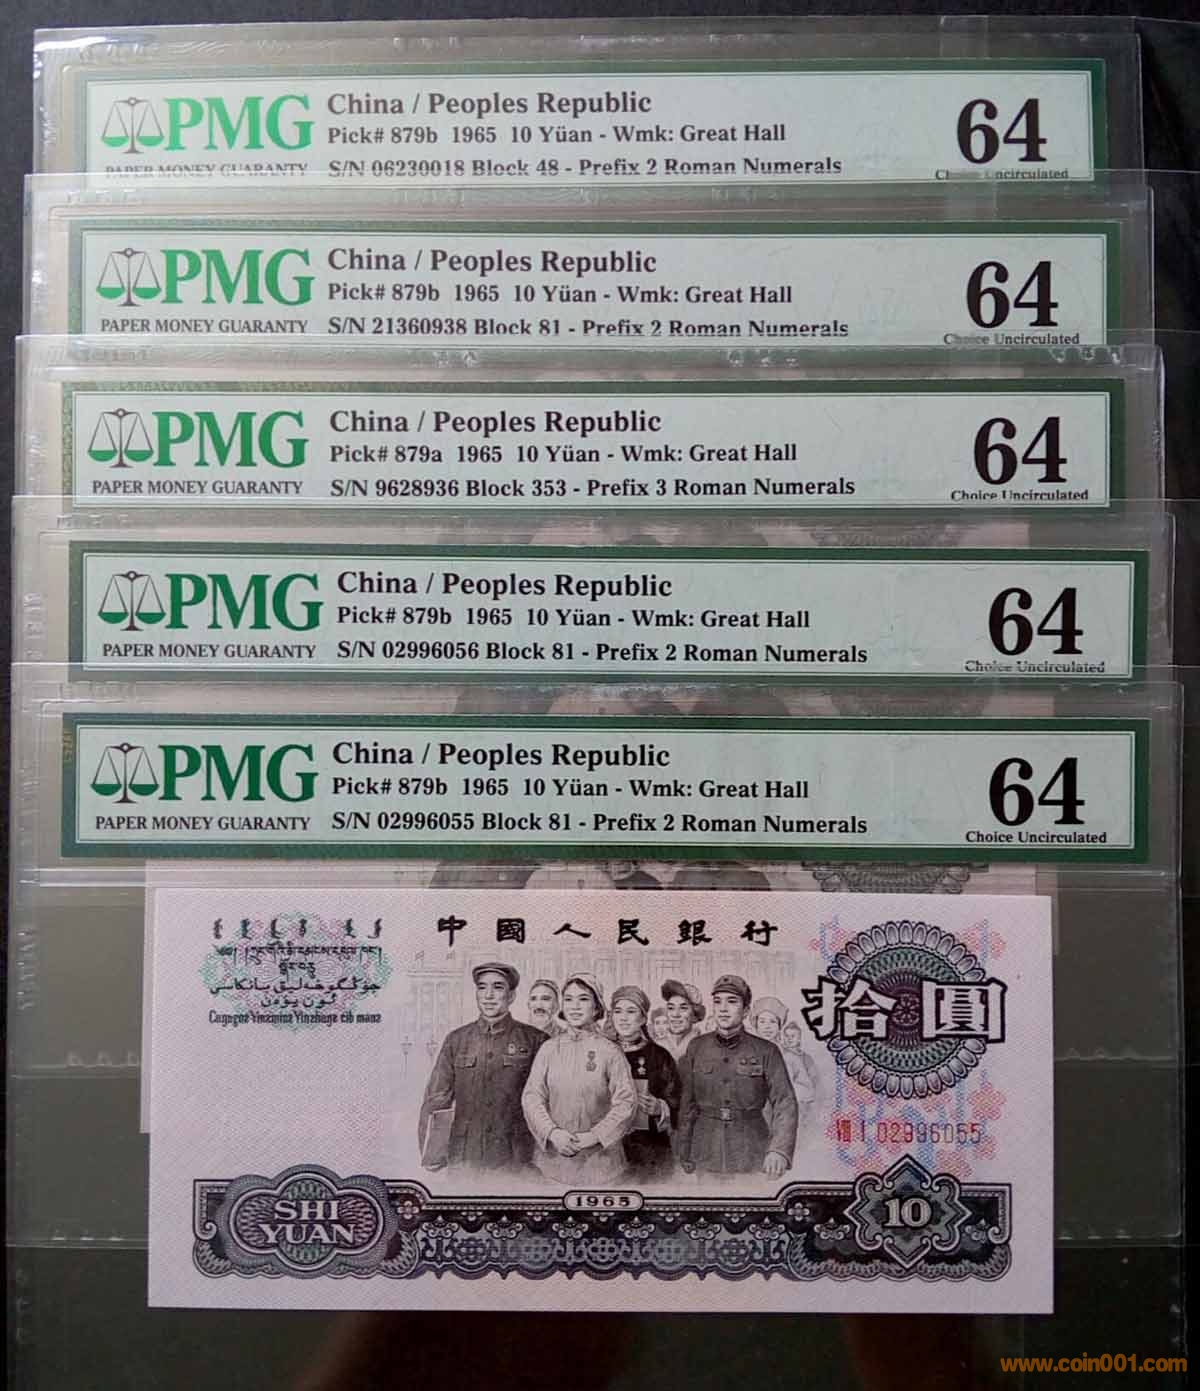 PMG
PAPER MONEY GUARANTY
China / Peoples Republic
Pick# 879b 1965 10 Yüan - Wmk: Great Hall
S/N 06230018 Block 48 - Prefix 2 Roman Numerals
64
Choice Uncirculated
PMG
PAPER MONEY GUARANTY
China / Peoples Republic
Pick# 879b 1965 10 Yüan - Wmk: Great Hall
S/N 21360938 Block 81 - Prefix 2 Roman Numerals
64
Choice Uncirculated
PMG
PAPER MONEY GUARANTY
China / Peoples Republic
Pick# 879a 1965 10 Yüan - Wmk: Great Hall
S/N 9628936 Block 353 - Prefix 3 Roman Numerals
64
Choice Uncirculated
PMG
PAPER MONEY GUARANTY
China / Peoples Republic
Pick# 879b 1965 10 Yüan - Wmk: Great Hall
S/N 02996056 Block 81 - Prefix 2 Roman Numerals
64
Choice Uncirculated
PMG
PAPER MONEY GUARANTY
China / Peoples Republic
Pick# 879b 1965 10 Yüan - Wmk: Great Hall
S/N 02996055 Block 81 - Prefix 2 Roman Numerals
64
Choice Uncirculated
中國人民銀行
拾圓
VIII I 02996055
1965
SHI
YUAN
10
www.coin001.com